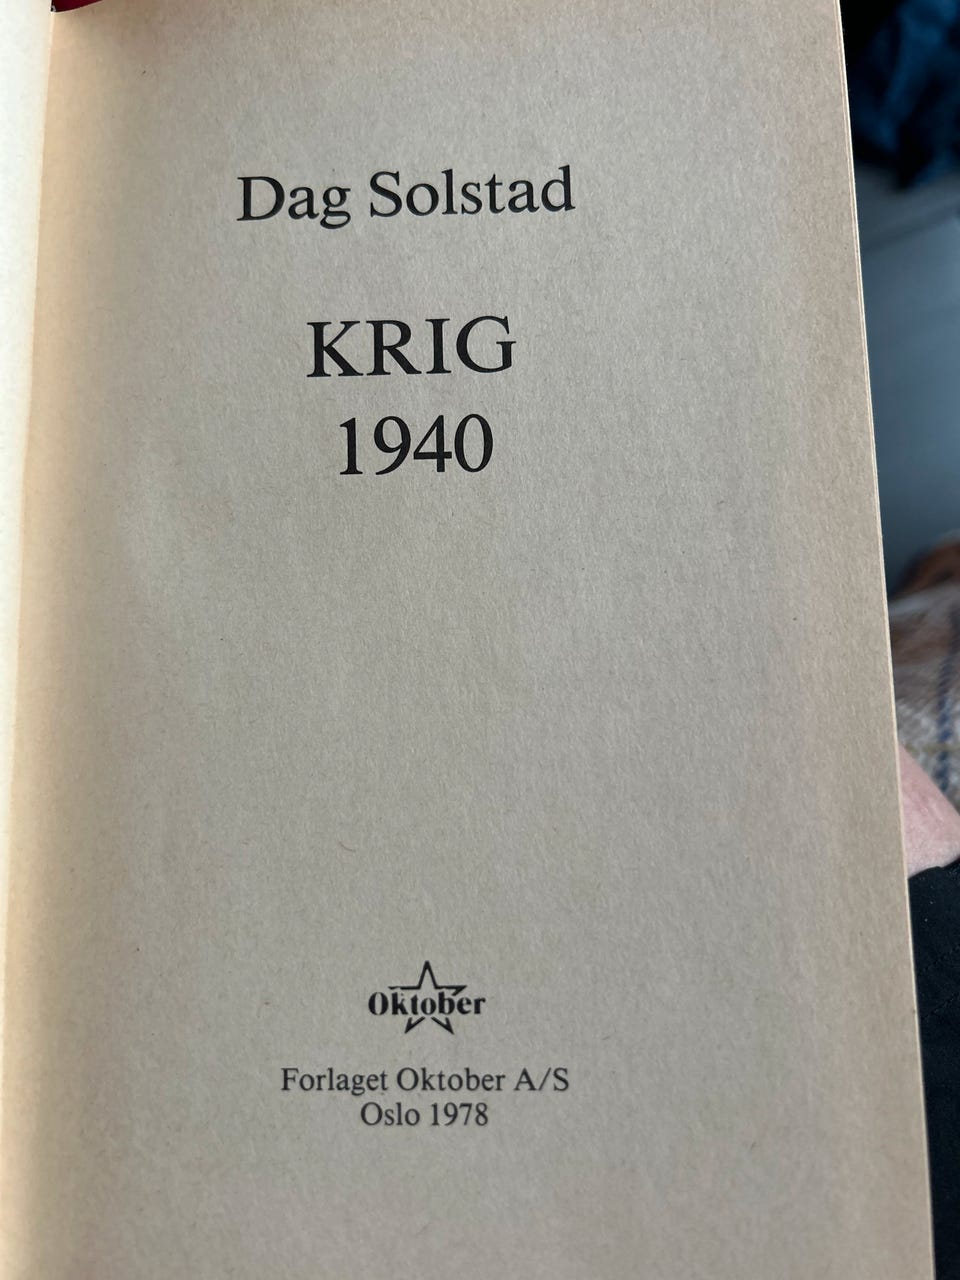 Dag Solstad
KRIG
1940
Oktober
Forlaget Oktober A/S
Oslo 1978